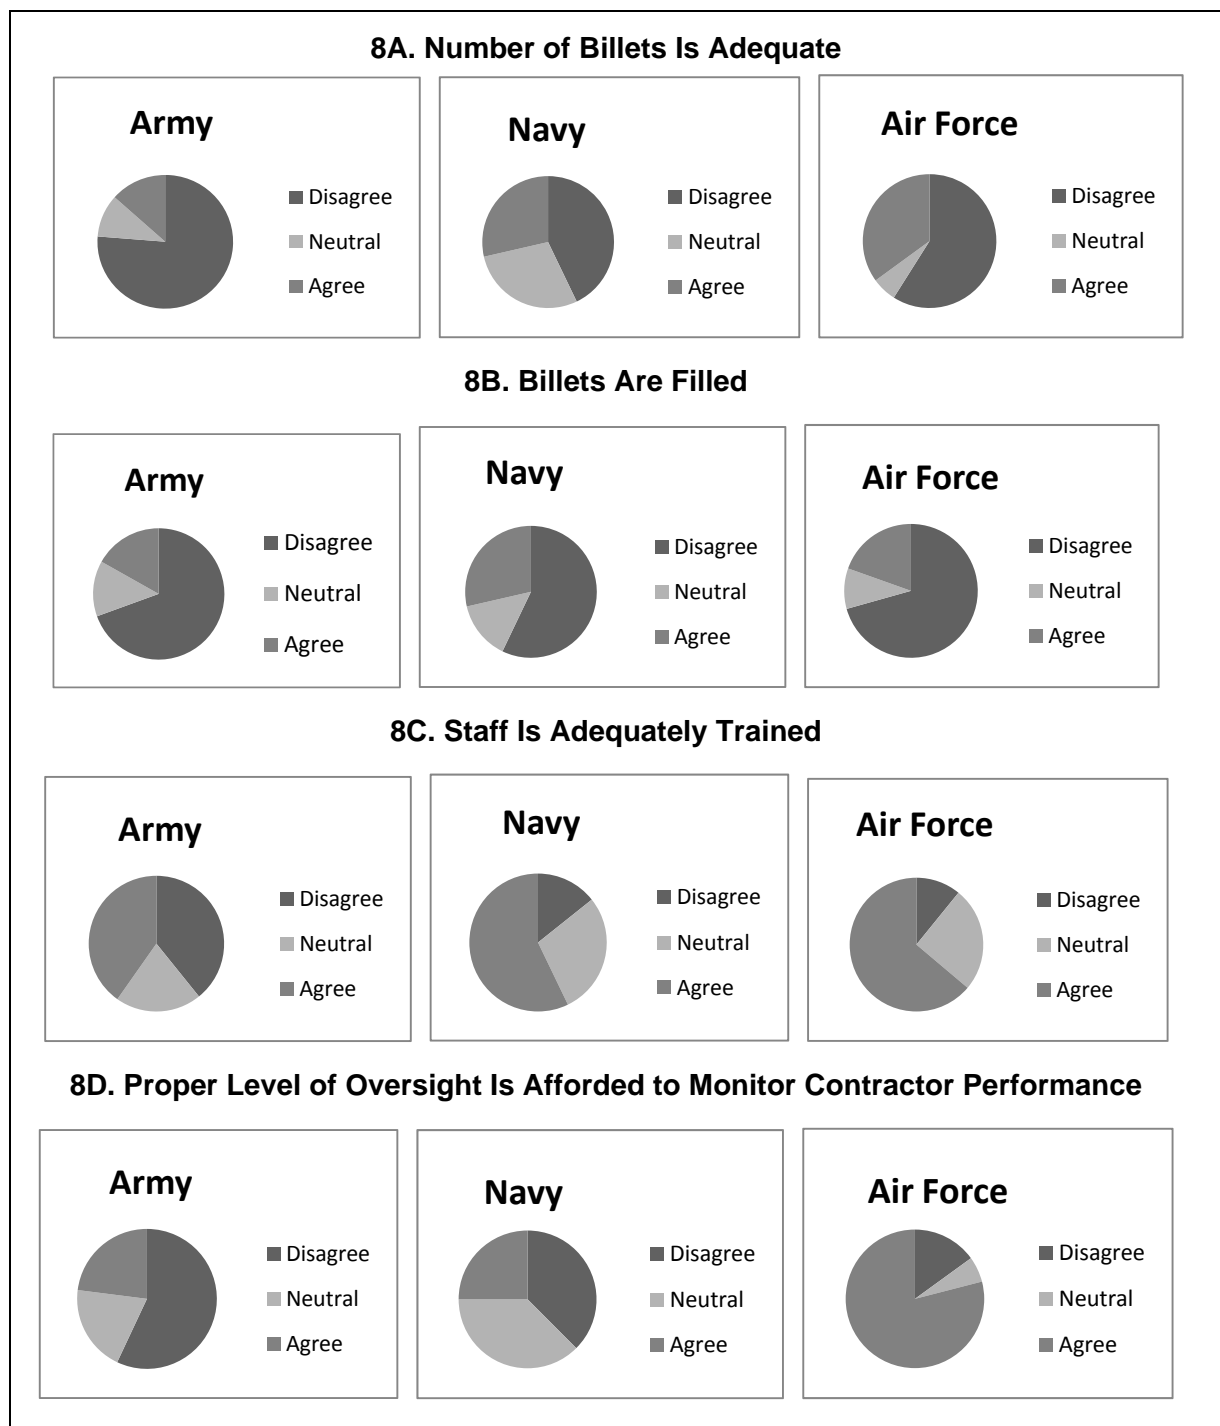 8A. Number of Billets Is Adequate
Army
Disagree
Neutral
Agree
Navy
Disagree
Neutral
Agree
Air Force
Disagree
Neutral
Agree
8B. Billets Are Filled
Army
Disagree
Neutral
Agree
Navy
Disagree
Neutral
Agree
Air Force
Disagree
Neutral
Agree
8C. Staff Is Adequately Trained
Army
Disagree
Neutral
Agree
Navy
Disagree
Neutral
Agree
Air Force
Disagree
Neutral
Agree
8D. Proper Level of Oversight Is Afforded to Monitor Contractor Performance
Army
Disagree
Neutral
Agree
Navy
Disagree
Neutral
Agree
Air Force
Disagree
Neutral
Agree